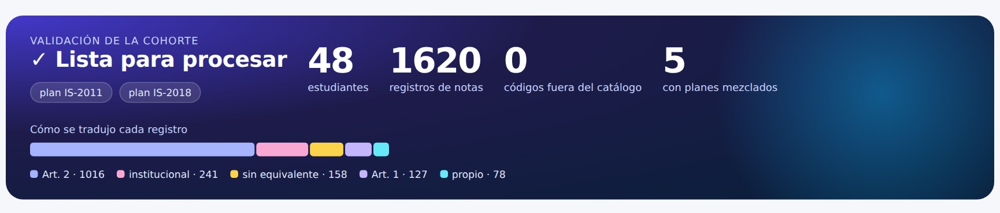 VALIDACIÓN DE LA COHORTE
✓ Lista para procesar
plan IS-2011 plan IS-2018
48
estudiantes
1620
registros de notas
0
códigos fuera del catálogo
5
con planes mezclados
Cómo se tradujo cada registro
Art. 2 · 1016 institucional · 241 sin equivalente · 158 Art. 1 · 127 propio · 78